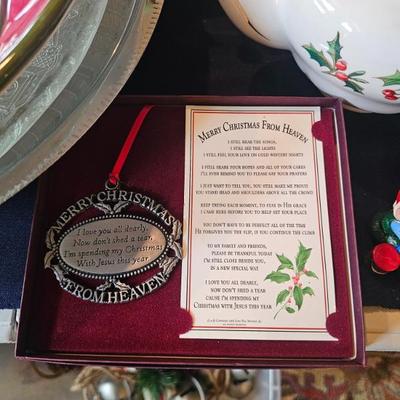 MERRY CHRISTMAS
I love you all dearly,
Now don't shed a tear,
I'm spending my Christmas
With Jesus this year.
FROM HEAVEN
MERRY CHRISTMAS FROM HEAVEN
I STILL HEAR THE SONGS,
I STILL SEE THE LIGHTS
I STILL FEEL YOUR LOVE ON COLD WINTERY NIGHTS
I STILL SHARE YOUR HOPES AND ALL OF YOUR CARES
I'LL EVEN REMIND YOU TO PLEASE SAY YOUR PRAYERS
I JUST WANT TO TELL YOU, YOU STILL MAKE ME PROUD
YOU STAND HEAD AND SHOULDERS ABOVE ALL THE CROWD
KEEP TRYING EACH MOMENT, TO STAY IN HIS GRACE
I CAME HERE BEFORE YOU TO HELP SET YOUR PLACE
YOU DON'T HAVE TO BE PERFECT ALL OF THE TIME
HE FORGIVES YOU THE SLIP, IF YOU CONTINUE THE CLIMB
TO MY FAMILY AND FRIENDS,
PLEASE BE THANKFUL TODAY
I'M STILL CLOSE BESIDE YOU,
IN A NEW SPECIAL WAY
I LOVE YOU ALL DEARLY,
NOW DON'T SHED A TEAR
CAUSE I'M SPENDING MY
CHRISTMAS WITH JESUS THIS YEAR